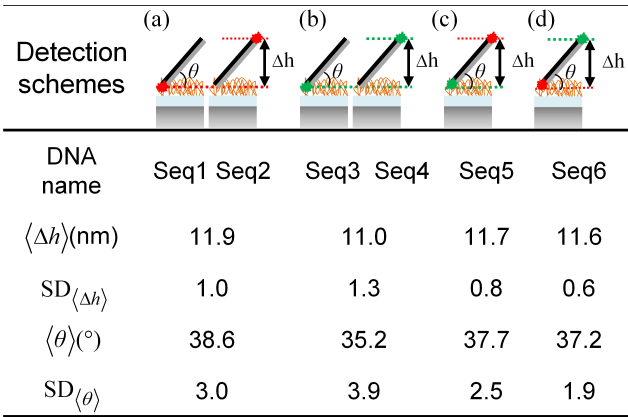 (a) (b) (c) (d)
Detection schemes
θ Δh θ Δh θ Δh θ Δh
DNA name Seq1 Seq2 Seq3 Seq4 Seq5 Seq6
⟨Δh⟩(nm) 11.9 11.0 11.7 11.6
SD⟨Δh⟩ 1.0 1.3 0.8 0.6
⟨θ⟩(°) 38.6 35.2 37.7 37.2
SD⟨θ⟩ 3.0 3.9 2.5 1.9